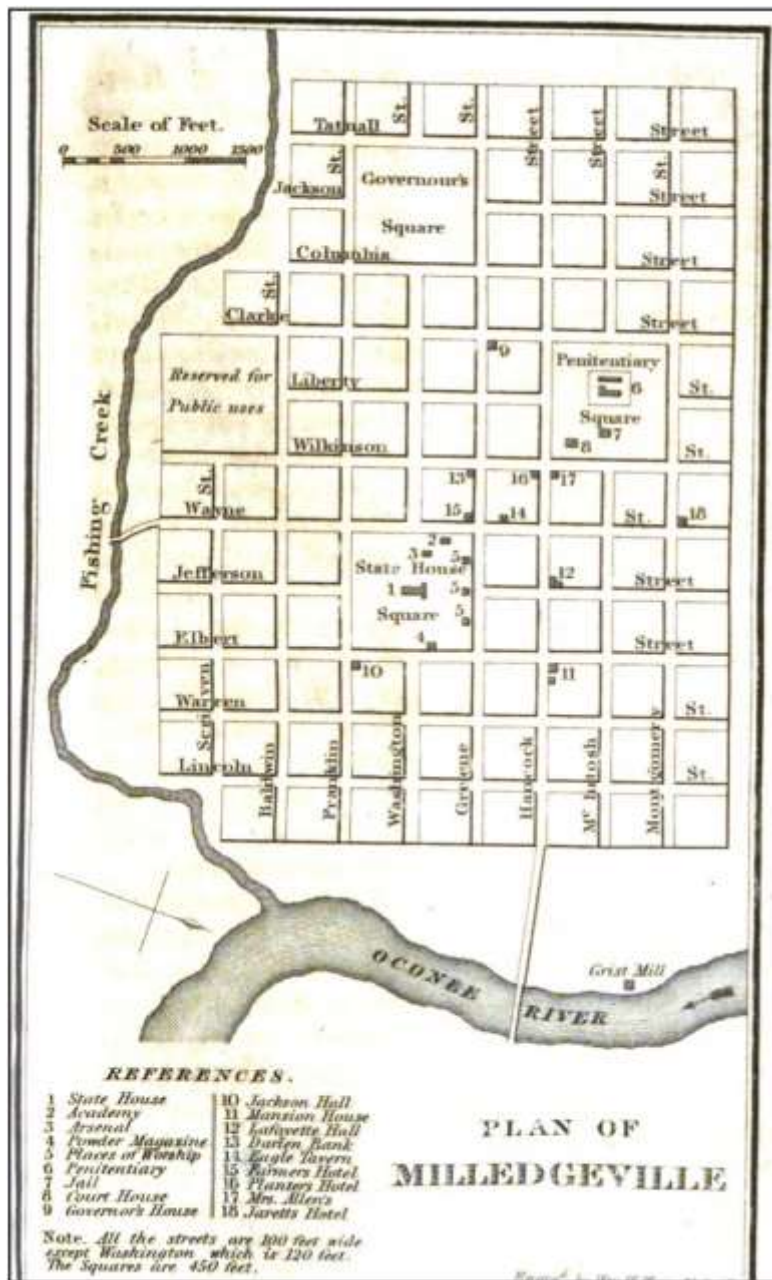 Scale of Feet.
0 500 1000 1500
Tatnall St. St. Street Street Street
Jackson St. Governour's Square St. Street
Columbia Street
Clarke St. Street
Reserved for
Public uses
Liberty 9 Penitentiary 6 St.
Square 7
Wilkinson 8 St.
Fishing Creek
13 16 17
Wayne St. 15 14 St. 18
2
3 5
Jefferson State House 12 Street
1 5
Square 5
Elbert 4 Street
10 11
Warren St.
Lincoln St.
Scriven
Baldwin
Franklin
Washington
Greene
Hancock
Mc Intosh
Montgomery
Grist Mill
OCONEE RIVER
REFERENCES.
1 State House
2 Academy
3 Arsenal
4 Powder Magazine
5 Places of Worship
6 Penitentiary
7 Jail
8 Court House
9 Governor's House
10 Jackson Hall
11 Mansion House
12 Lafayette Hall
13 Darien Bank
14 Eagle Tavern
15 Farmers Hotel
16 Planters Hotel
17 Mrs. Allen's
18 Jaretts Hotel
Note. All the streets are 100 feet wide
except Washington which is 120 feet.
The Squares are 450 feet.
PLAN OF
MILLEDGEVILLE